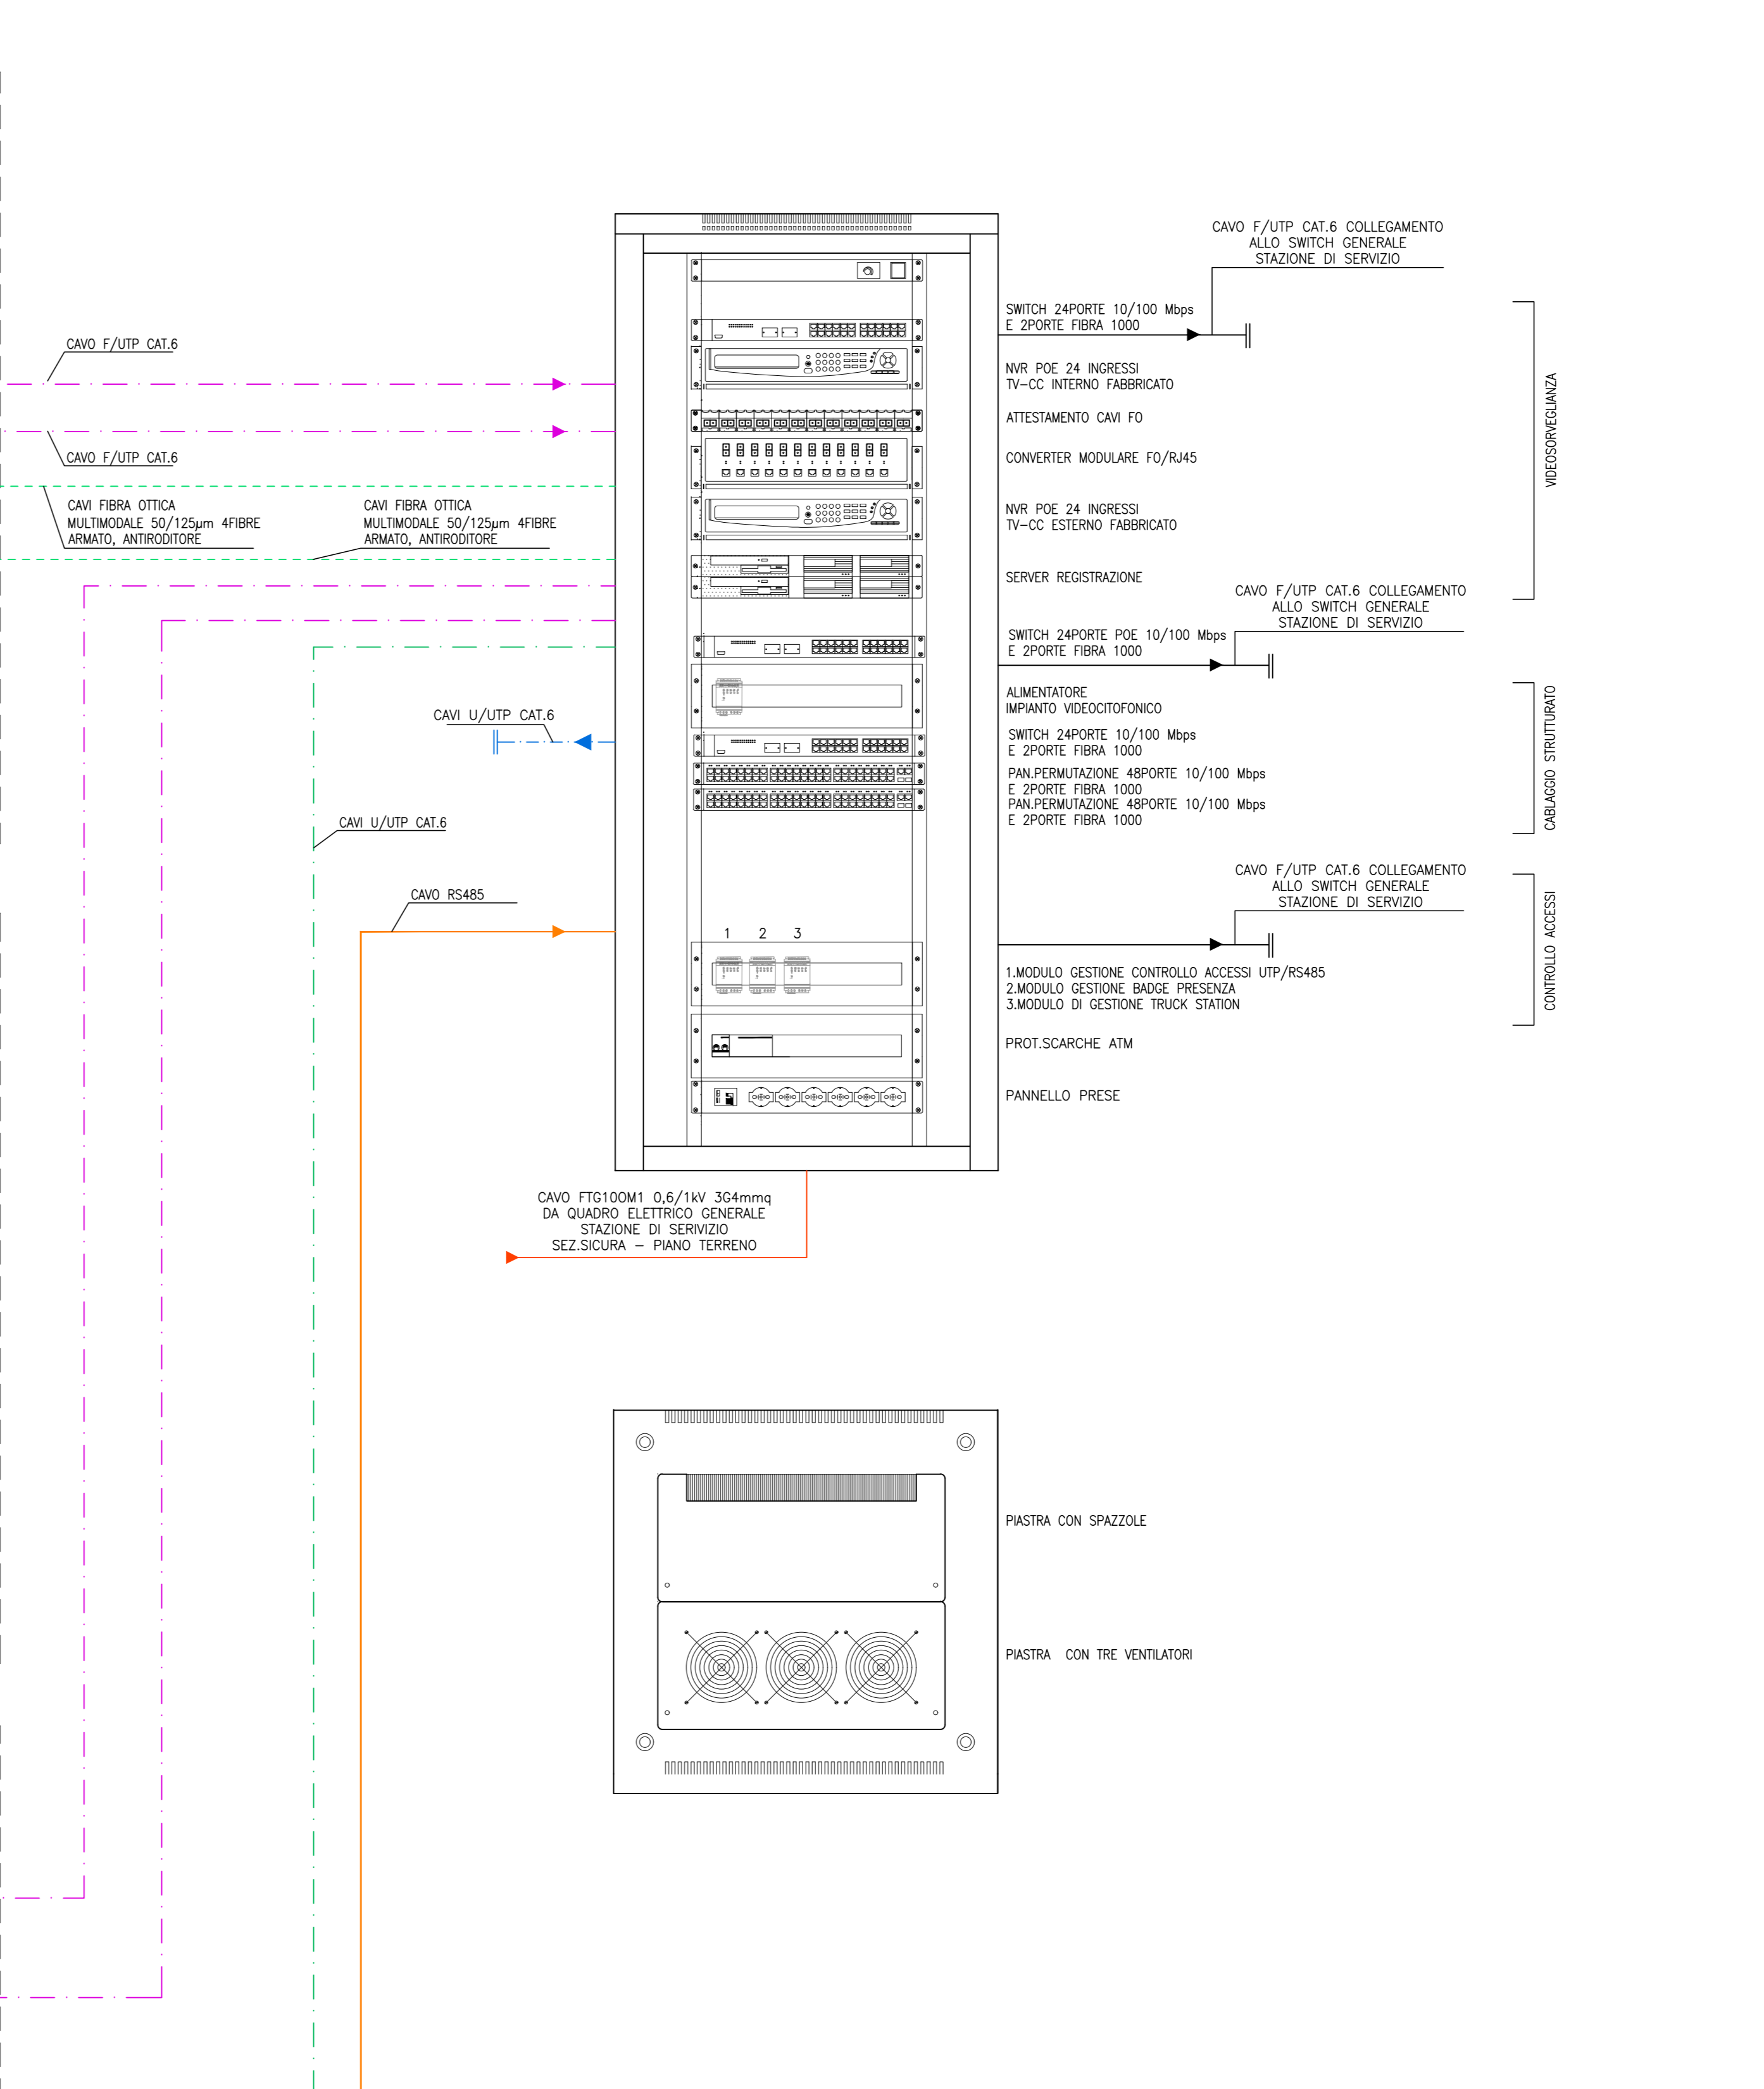 CAVO F/UTP CAT.6
CAVO F/UTP CAT.6
CAVI FIBRA OTTICA
MULTIMODALE 50/125µm 4FIBRE
ARMATO, ANTIRODITORE
CAVI FIBRA OTTICA
MULTIMODALE 50/125µm 4FIBRE
ARMATO, ANTIRODITORE
CAVI U/UTP CAT.6
CAVI U/UTP CAT.6
CAVO RS485
1 2 3
CAVO F/UTP CAT.6 COLLEGAMENTO
ALLO SWITCH GENERALE
STAZIONE DI SERVIZIO
SWITCH 24PORTE 10/100 Mbps
E 2PORTE FIBRA 1000
NVR POE 24 INGRESSI
TV-CC INTERNO FABBRICATO
ATTESTAMENTO CAVI FO
CONVERTER MODULARE FO/RJ45
NVR POE 24 INGRESSI
TV-CC ESTERNO FABBRICATO
SERVER REGISTRAZIONE
VIDEOSORVEGLIANZA
CAVO F/UTP CAT.6 COLLEGAMENTO
ALLO SWITCH GENERALE
STAZIONE DI SERVIZIO
SWITCH 24PORTE POE 10/100 Mbps
E 2PORTE FIBRA 1000
ALIMENTATORE
IMPIANTO VIDEOCITOFONICO
SWITCH 24PORTE 10/100 Mbps
E 2PORTE FIBRA 1000
PAN.PERMUTAZIONE 48PORTE 10/100 Mbps
E 2PORTE FIBRA 1000
PAN.PERMUTAZIONE 48PORTE 10/100 Mbps
E 2PORTE FIBRA 1000
CABLAGGIO STRUTTURATO
CAVO F/UTP CAT.6 COLLEGAMENTO
ALLO SWITCH GENERALE
STAZIONE DI SERVIZIO
1.MODULO GESTIONE CONTROLLO ACCESSI UTP/RS485
2.MODULO GESTIONE BADGE PRESENZA
3.MODULO DI GESTIONE TRUCK STATION
CONTROLLO ACCESSI
PROT.SCARCHE ATM
PANNELLO PRESE
CAVO FTG10OM1 0,6/1kV 3G4mmq
DA QUADRO ELETTRICO GENERALE
STAZIONE DI SERIVIZIO
SEZ.SICURA - PIANO TERRENO
PIASTRA CON SPAZZOLE
PIASTRA CON TRE VENTILATORI